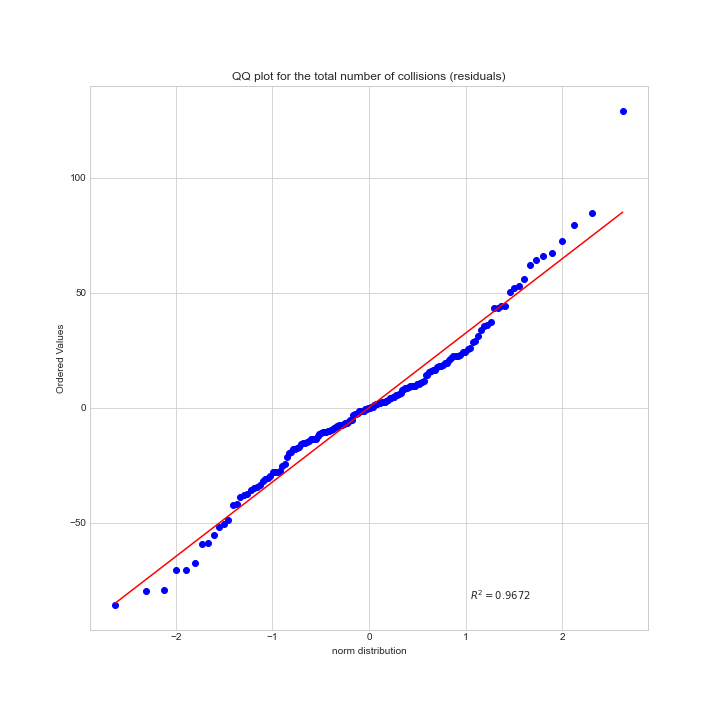 QQ plot for the total number of collisions (residuals)
100
50
0
−50
Ordered Values
R² = 0.9672
−2 −1 0 1 2
norm distribution